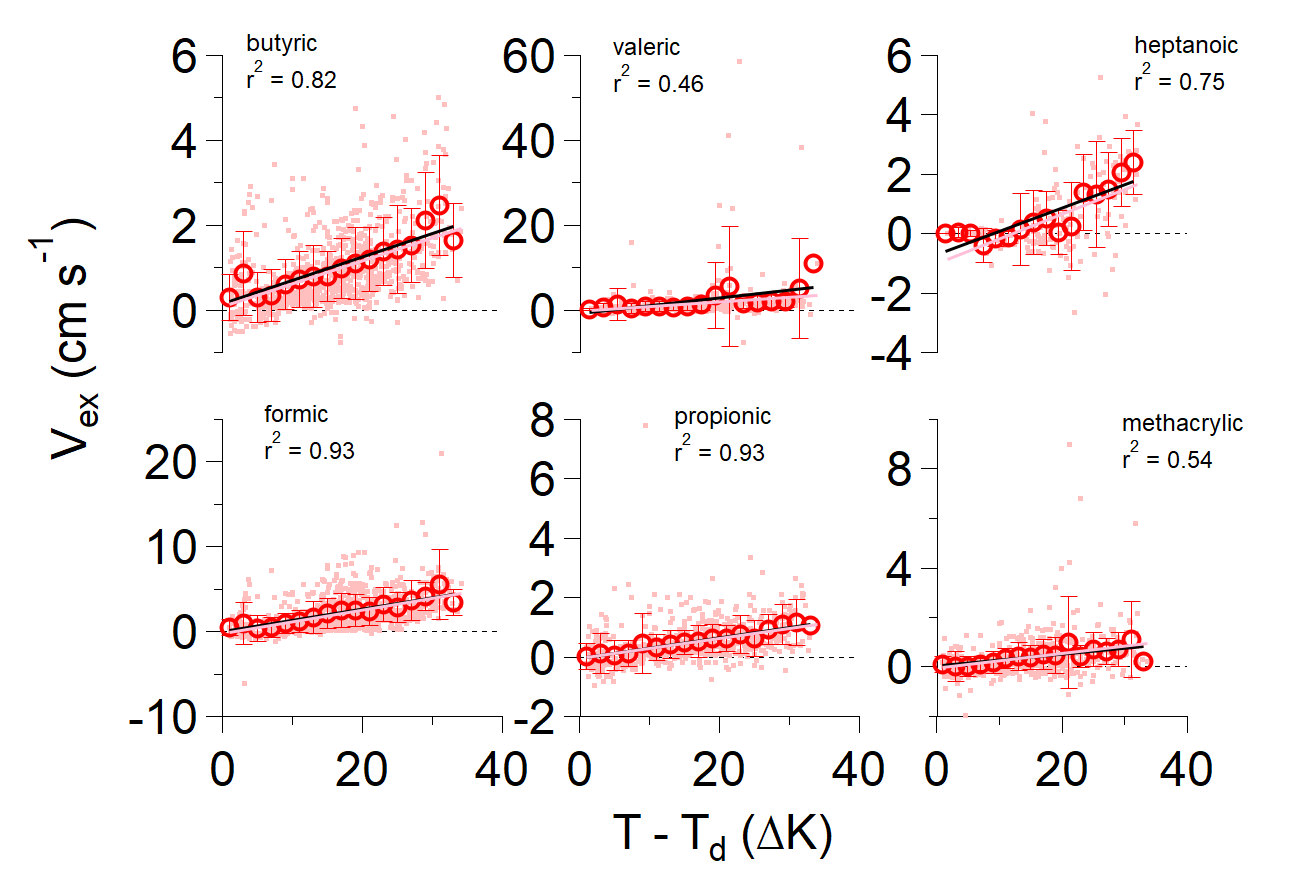 butyric
r² = 0.82
6
4
2
0
valeric
r² = 0.46
60
40
20
0
heptanoic
r² = 0.75
6
4
2
0
-2
-4
Vex (cm s⁻¹)
formic
r² = 0.93
20
10
0
-10
0 20 40
propionic
r² = 0.93
8
6
4
2
0
-2
0 20 40
methacrylic
r² = 0.54
8
4
0
0 20 40
T - Td (ΔK)